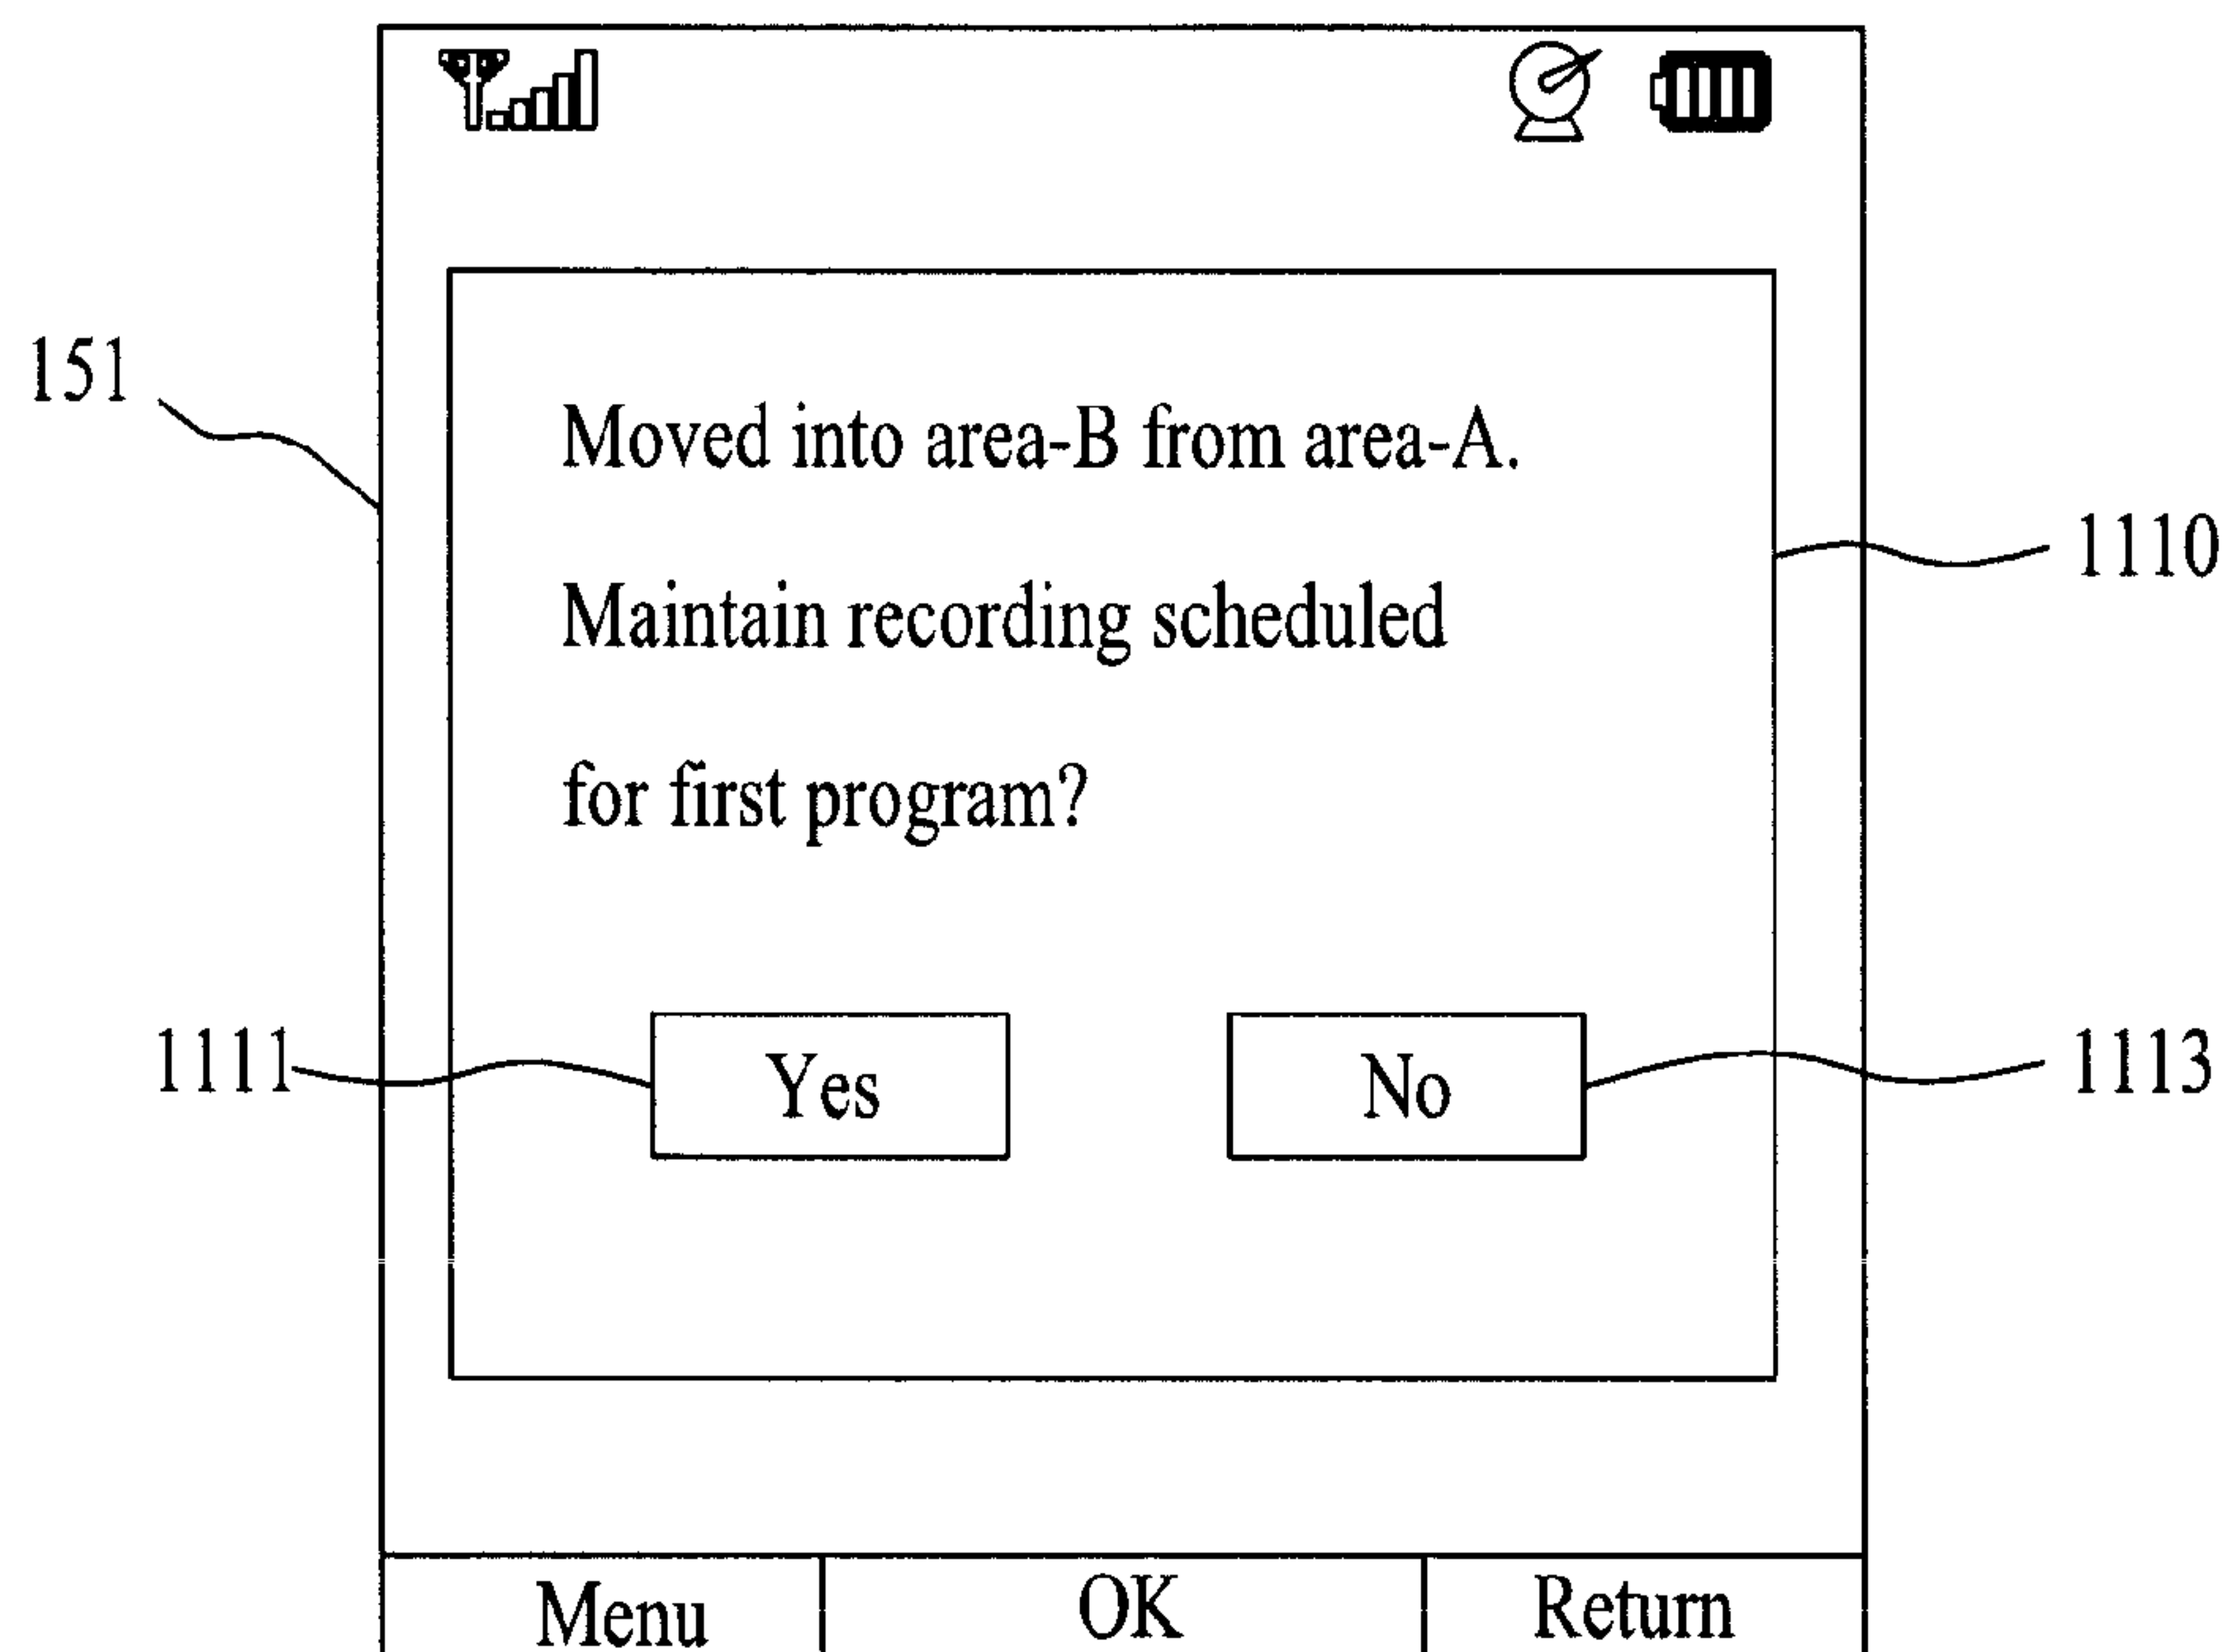 151
Moved into area-B from area-A.
1110
Maintain recording scheduled
for first program?
1111
Yes
No
1113
Menu
OK
Return